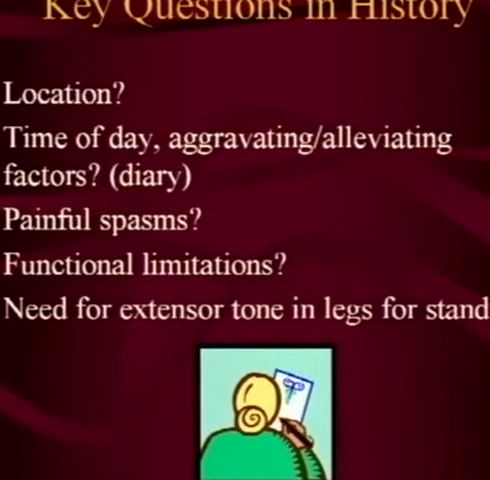 Key Questions in History
Location?
Time of day, aggravating/alleviating
factors? (diary)
Painful spasms?
Functional limitations?
Need for extensor tone in legs for stand